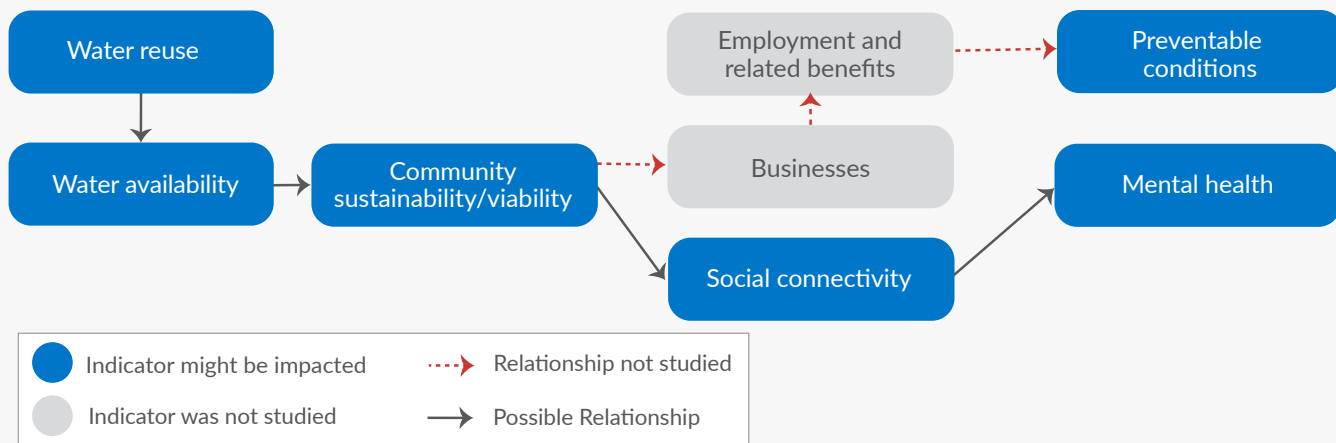 Water reuse
Water availability
Community
sustainability/viability
Employment and
related benefits
Businesses
Social connectivity
Preventable
conditions
Mental health
Indicator might be impacted
Relationship not studied
Indicator was not studied
Possible Relationship